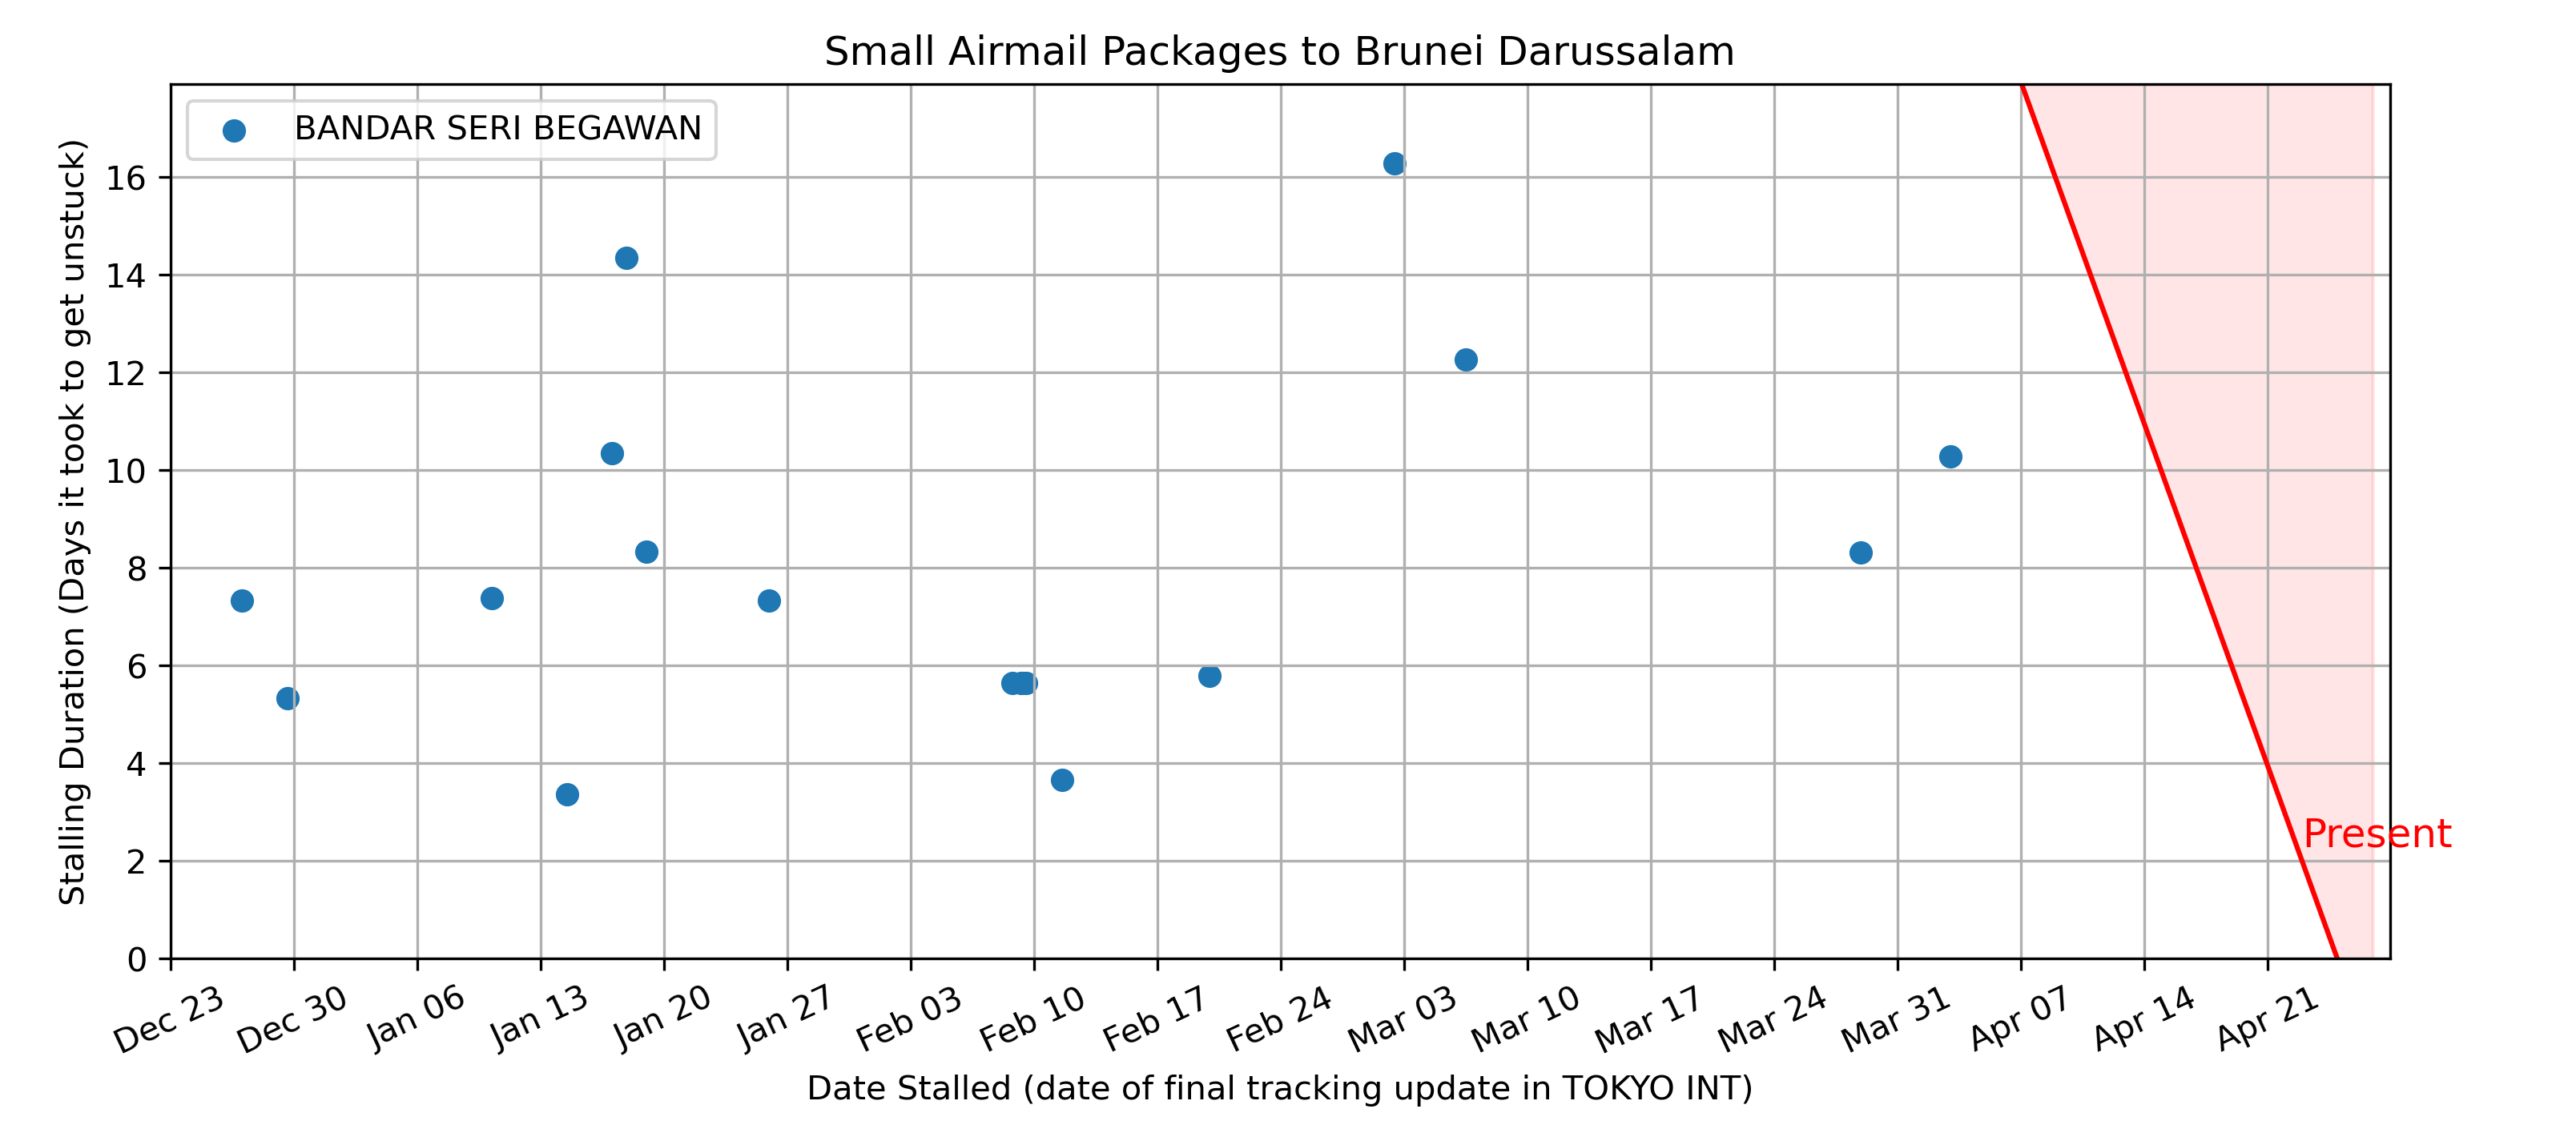 Small Airmail Packages to Brunei Darussalam
BANDAR SERI BEGAWAN
Stalling Duration (Days it took to get unstuck)
16
14
12
10
8
6
4
2
0
Present
Dec 23
Dec 30
Jan 06
Jan 13
Jan 20
Jan 27
Feb 03
Feb 10
Feb 17
Feb 24
Mar 03
Mar 10
Mar 17
Mar 24
Mar 31
Apr 07
Apr 14
Apr 21
Date Stalled (date of final tracking update in TOKYO INT)